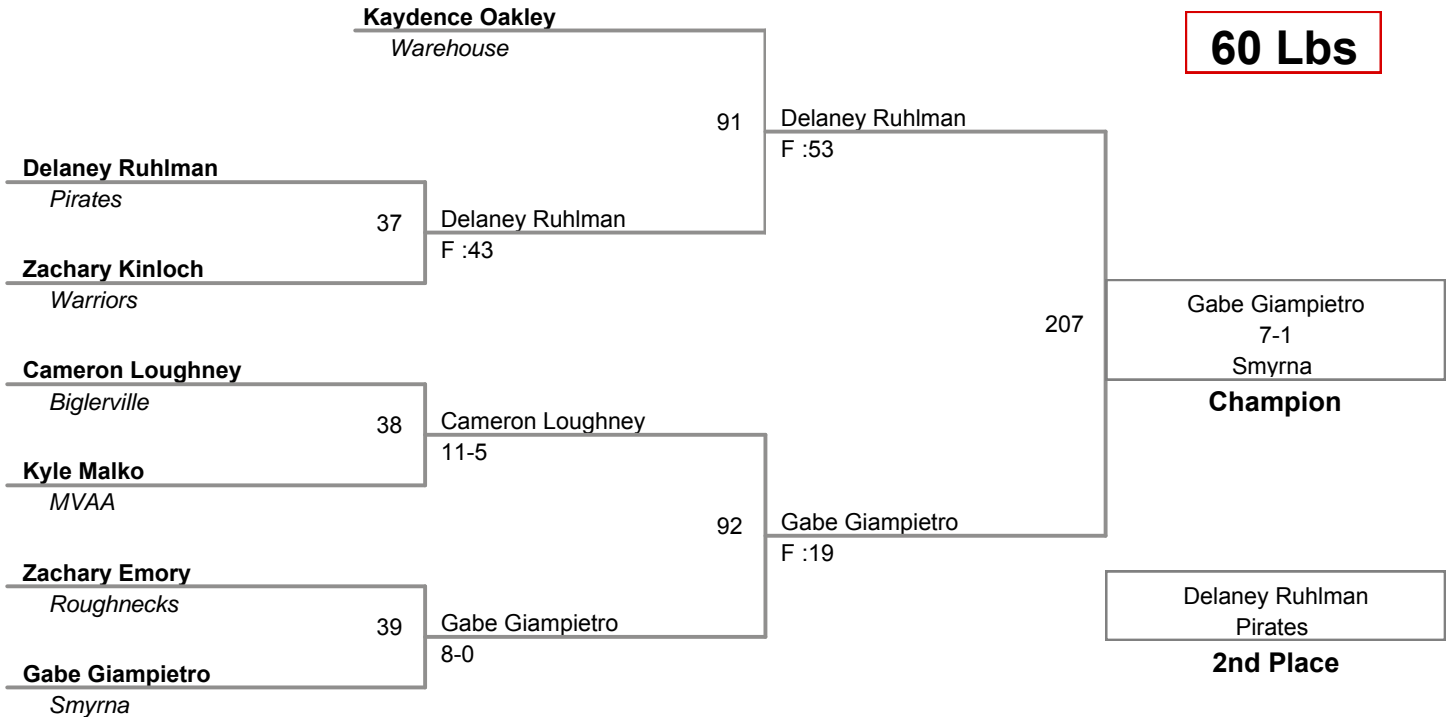 Kaydence Oakley
Warehouse
60 Lbs
91
Delaney Ruhlman
F :53
Delaney Ruhlman
Pirates
37
Delaney Ruhlman
F :43
Zachary Kinloch
Warriors
207
Gabe Giampietro
7-1
Smyrna
Champion
Cameron Loughney
Biglerville
38
Cameron Loughney
11-5
Kyle Malko
MVAA
92
Gabe Giampietro
F :19
Zachary Emory
Roughnecks
39
Gabe Giampietro
8-0
Gabe Giampietro
Smyrna
Delaney Ruhlman
Pirates
2nd Place